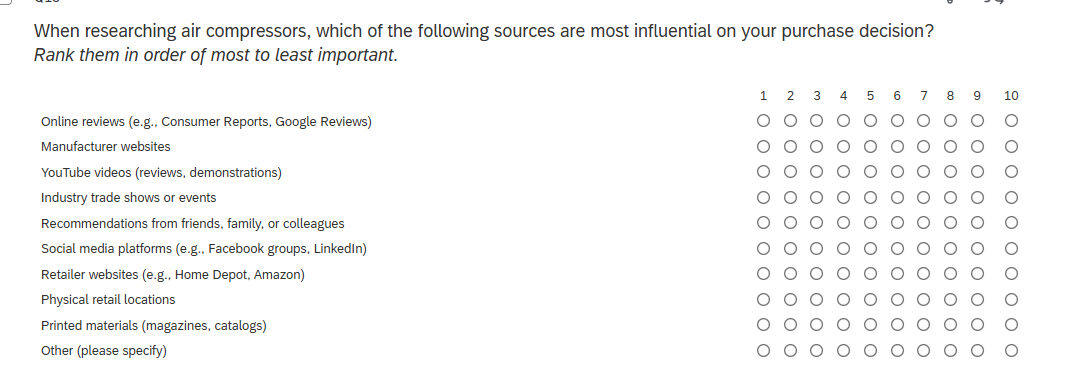 When researching air compressors, which of the following sources are most influential on your purchase decision?
Rank them in order of most to least important.
1 2 3 4 5 6 7 8 9 10
Online reviews (e.g., Consumer Reports, Google Reviews)
Manufacturer websites
YouTube videos (reviews, demonstrations)
Industry trade shows or events
Recommendations from friends, family, or colleagues
Social media platforms (e.g., Facebook groups, LinkedIn)
Retailer websites (e.g., Home Depot, Amazon)
Physical retail locations
Printed materials (magazines, catalogs)
Other (please specify)